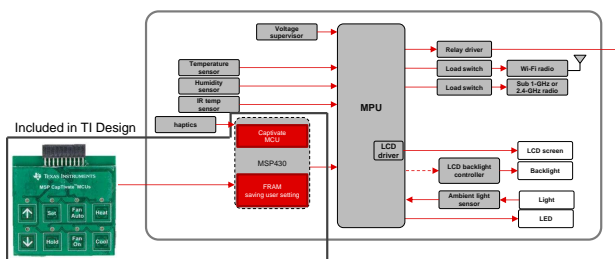 Voltage
supervisor
Temperature
sensor
Humidity
sensor
IR temp
sensor
haptics
MPU
Relay driver
Load switch
Wi-Fi radio
Load switch
Sub 1-GHz or
2.4-GHz radio
Included in TI Design
Captivate
MCU
MSP430
FRAM
saving user setting
LCD
driver
LCD screen
LCD backlight
controller
Backlight
Ambient light
sensor
Light
LED
TEXAS INSTRUMENTS
MSP CapTIvate™MCUs
Set
Fan
Auto
Heat
Hold
Fan
On
Cool